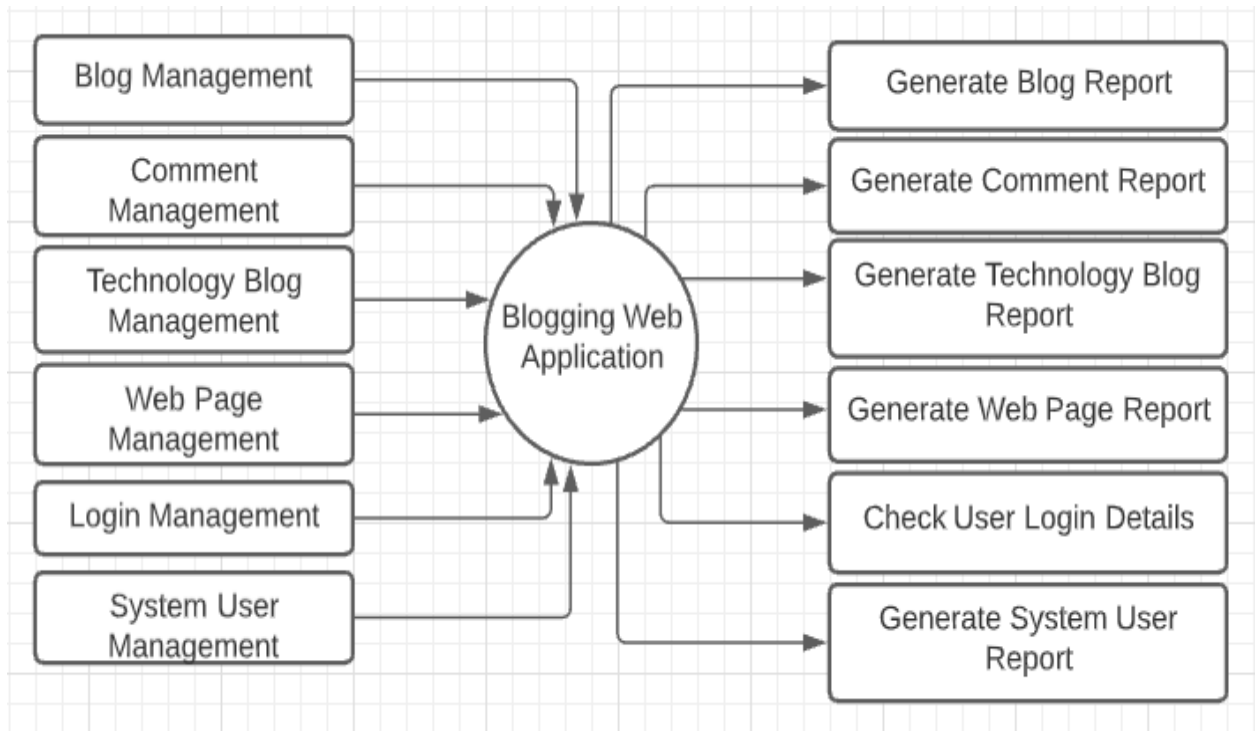 Blog Management
Comment
Management
Technology Blog
Management
Web Page
Management
Login Management
System User
Management
Blogging Web
Application
Generate Blog Report
Generate Comment Report
Generate Technology Blog
Report
Generate Web Page Report
Check User Login Details
Generate System User
Report